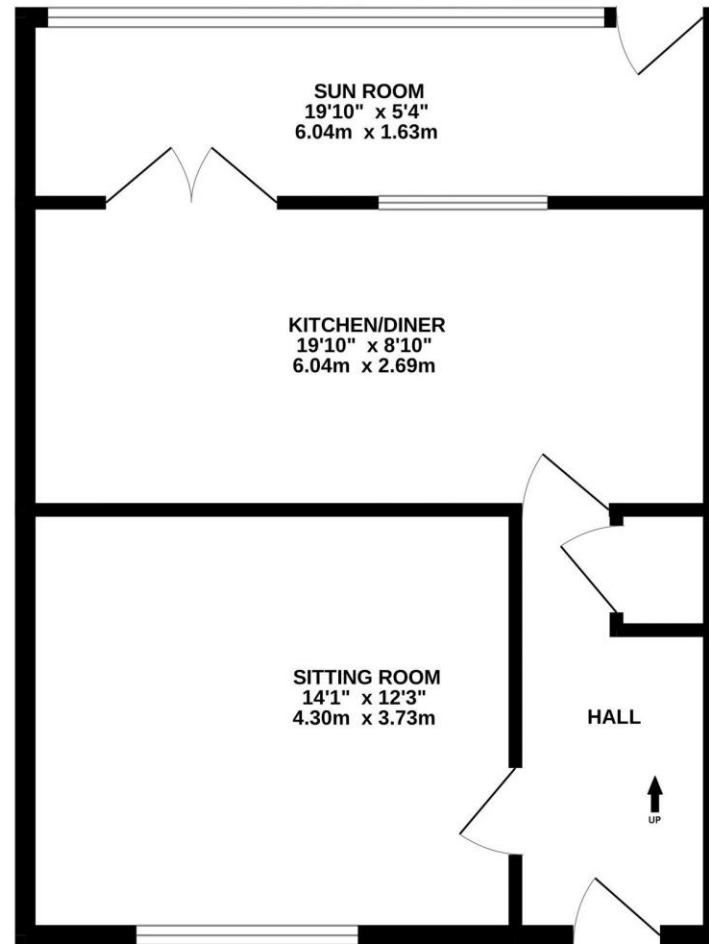 SUN ROOM
19'10" x 5'4"
6.04m x 1.63m
KITCHEN/DINER
19'10" x 8'10"
6.04m x 2.69m
SITTING ROOM
14'1" x 12'3"
4.30m x 3.73m
HALL
UP